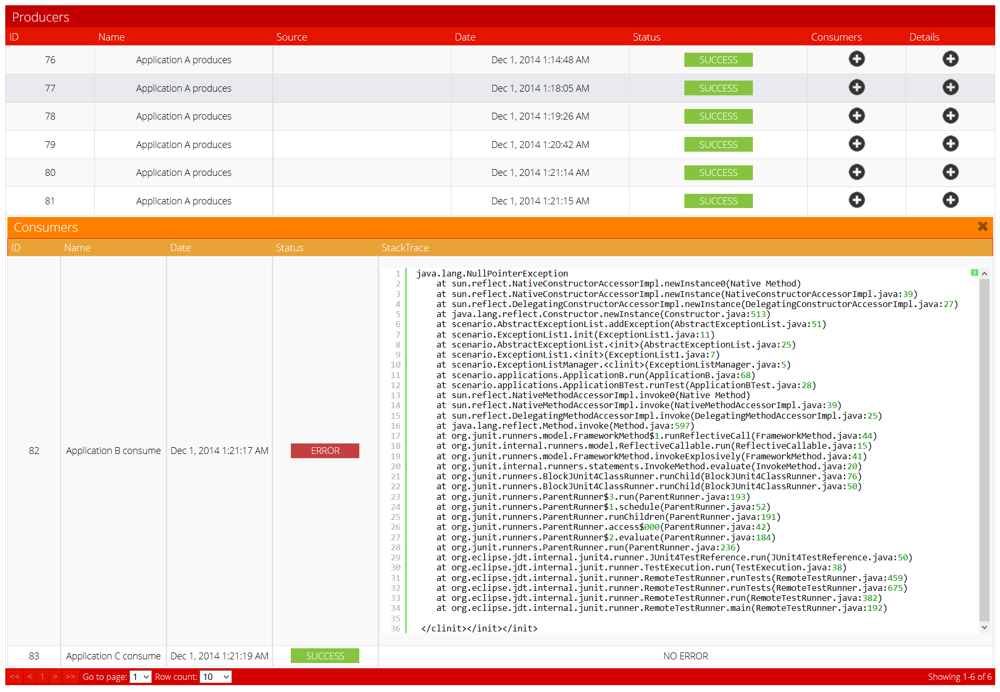 Producers
ID Name Source Date Status Consumers Details
76 Application A produces Dec 1, 2014 1:14:48 AM SUCCESS
77 Application A produces Dec 1, 2014 1:18:05 AM SUCCESS
78 Application A produces Dec 1, 2014 1:19:26 AM SUCCESS
79 Application A produces Dec 1, 2014 1:20:42 AM SUCCESS
80 Application A produces Dec 1, 2014 1:21:14 AM SUCCESS
81 Application A produces Dec 1, 2014 1:21:15 AM SUCCESS
Consumers
ID Name Date Status StackTrace
82 Application B consume Dec 1, 2014 1:21:17 AM ERROR
?
1 java.lang.NullPointerException
2 at sun.reflect.NativeConstructorAccessorImpl.newInstance0(Native Method)
3 at sun.reflect.NativeConstructorAccessorImpl.newInstance(NativeConstructorAccessorImpl.java:39)
4 at sun.reflect.DelegatingConstructorAccessorImpl.newInstance(DelegatingConstructorAccessorImpl.java:27)
5 at java.lang.reflect.Constructor.newInstance(Constructor.java:513)
6 at scenario.AbstractExceptionList.addException(AbstractExceptionList.java:51)
7 at scenario.ExceptionList1.init(ExceptionList1.java:11)
8 at scenario.AbstractExceptionList.<init>(AbstractExceptionList.java:25)
9 at scenario.ExceptionList1.<init>(ExceptionList1.java:7)
10 at scenario.ExceptionListManager.<clinit>(ExceptionListManager.java:5)
11 at scenario.applications.ApplicationB.run(ApplicationB.java:68)
12 at scenario.applications.ApplicationBTest.runTest(ApplicationBTest.java:28)
13 at sun.reflect.NativeMethodAccessorImpl.invoke0(Native Method)
14 at sun.reflect.NativeMethodAccessorImpl.invoke(NativeMethodAccessorImpl.java:39)
15 at sun.reflect.DelegatingMethodAccessorImpl.invoke(DelegatingMethodAccessorImpl.java:25)
16 at java.lang.reflect.Method.invoke(Method.java:597)
17 at org.junit.runners.model.FrameworkMethod$1.runReflectiveCall(FrameworkMethod.java:44)
18 at org.junit.internal.runners.model.ReflectiveCallable.run(ReflectiveCallable.java:15)
19 at org.junit.runners.model.FrameworkMethod.invokeExplosively(FrameworkMethod.java:41)
20 at org.junit.internal.runners.statements.InvokeMethod.evaluate(InvokeMethod.java:20)
21 at org.junit.runners.BlockJUnit4ClassRunner.runChild(BlockJUnit4ClassRunner.java:76)
22 at org.junit.runners.BlockJUnit4ClassRunner.runChild(BlockJUnit4ClassRunner.java:50)
23 at org.junit.runners.ParentRunner$3.run(ParentRunner.java:193)
24 at org.junit.runners.ParentRunner$1.schedule(ParentRunner.java:52)
25 at org.junit.runners.ParentRunner.runChildren(ParentRunner.java:191)
26 at org.junit.runners.ParentRunner.access$000(ParentRunner.java:42)
27 at org.junit.runners.ParentRunner$2.evaluate(ParentRunner.java:184)
28 at org.junit.runners.ParentRunner.run(ParentRunner.java:236)
29 at org.eclipse.jdt.internal.junit4.runner.JUnit4TestReference.run(JUnit4TestReference.java:50)
30 at org.eclipse.jdt.internal.junit.runner.TestExecution.run(TestExecution.java:38)
31 at org.eclipse.jdt.internal.junit.runner.RemoteTestRunner.runTests(RemoteTestRunner.java:459)
32 at org.eclipse.jdt.internal.junit.runner.RemoteTestRunner.runTests(RemoteTestRunner.java:675)
33 at org.eclipse.jdt.internal.junit.runner.RemoteTestRunner.run(RemoteTestRunner.java:382)
34 at org.eclipse.jdt.internal.junit.runner.RemoteTestRunner.main(RemoteTestRunner.java:192)
35
36 </clinit></init></init>
83 Application C consume Dec 1, 2014 1:21:19 AM SUCCESS NO ERROR
<< < 1 > >> Go to page: 1 Row count: 10 Showing 1-6 of 6